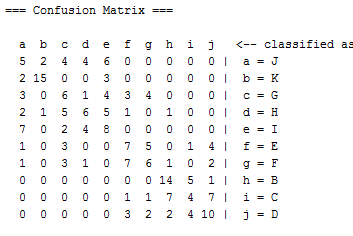 === Confusion Matrix ===
a b c d e f g h i j <-- classified as
5 2 4 4 6 0 0 0 0 0 | a = J
2 15 0 0 3 0 0 0 0 0 | b = K
3 0 6 1 4 3 4 0 0 0 | c = G
2 1 5 6 5 1 0 1 0 0 | d = H
7 0 2 4 8 0 0 0 0 0 | e = I
1 0 3 0 0 7 5 0 1 4 | f = E
1 0 3 1 0 7 6 1 0 2 | g = F
0 0 0 0 0 0 0 14 5 1 | h = B
0 0 0 0 0 1 1 7 4 7 | i = C
0 0 0 0 0 3 2 2 4 10 | j = D